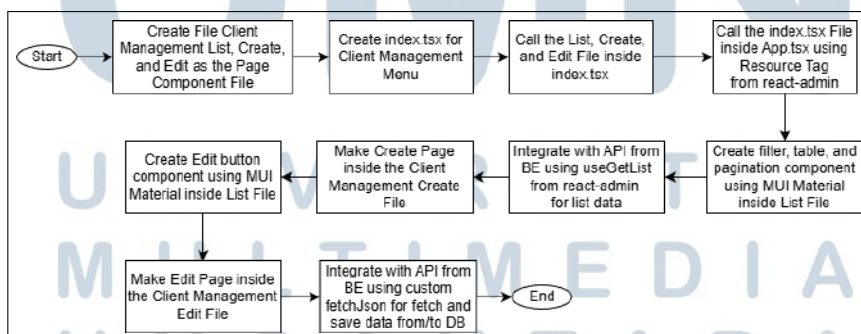 Start
Create File Client
Management List, Create,
and Edit as the Page
Component File
Create index.tsx for
Client Management
Menu
Call the List, Create,
and Edit File inside
index.tsx
Call the index.tsx File
inside App.tsx using
Resource Tag
from react-admin
Create filter, table, and
pagination component
using MUI Material
inside List File
Integrate with API from
BE using useGetList
from react-admin
for list data
Make Create Page
inside the Client
Management Create
File
Create Edit button
component using MUI
Material inside List File
Make Edit Page inside
the Client Management
Edit File
Integrate with API from
BE using custom
fetchJson for fetch and
save data from/to DB
End
MULTIMEDIA